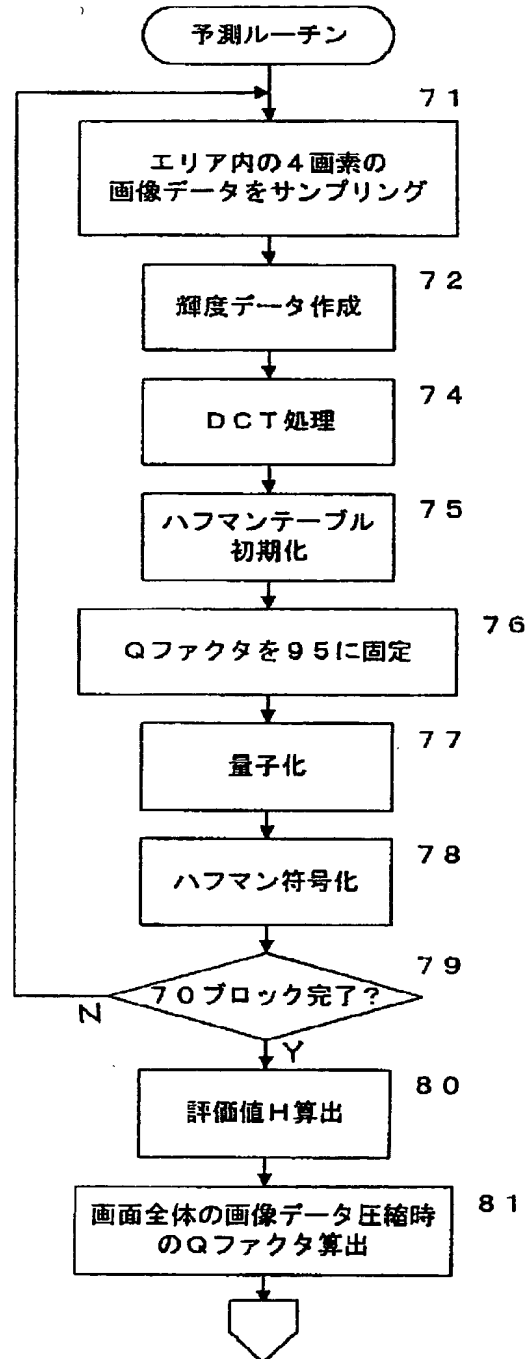 予測ルーチン
71
エリア内の4画素の
画像データをサンプリング
72
輝度データ作成
74
DCT処理
75
ハフマンテーブル
初期化
76
Qファクタを95に固定
77
量子化
78
ハフマン符号化
79
70ブロック完了?
N
Y
80
評価値H算出
81
画面全体の画像データ圧縮時
のQファクタ算出